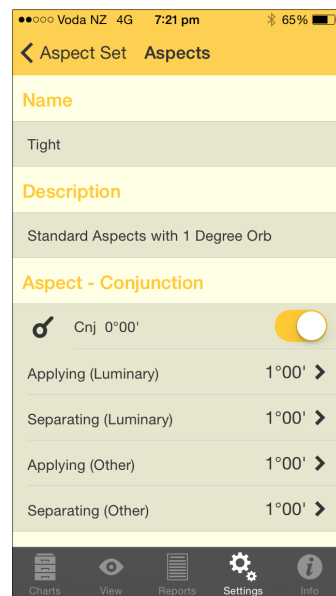 Voda NZ 4G 7:21 pm 65%
Aspect Set Aspects
Name
Tight
Description
Standard Aspects with 1 Degree Orb
Aspect - Conjunction
Cnj 0°00'
Applying (Luminary) 1°00'
Separating (Luminary) 1°00'
Applying (Other) 1°00'
Separating (Other) 1°00'
Charts View Reports Settings Info